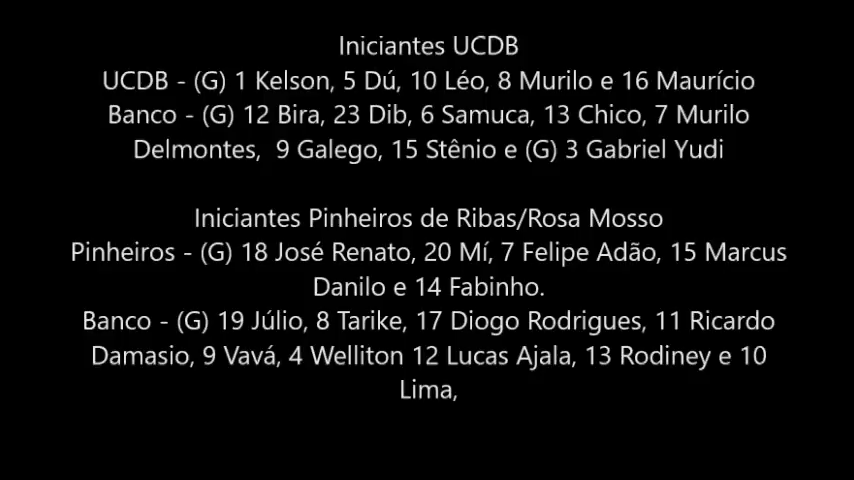 Iniciantes UCDB
UCDB - (G) 1 Kelson, 5 Dú, 10 Léo, 8 Murilo e 16 Maurício
Banco - (G) 12 Bira, 23 Dib, 6 Samuca, 13 Chico, 7 Murilo
Delmontes,  9 Galego, 15 Stênio e (G) 3 Gabriel Yudi
Iniciantes Pinheiros de Ribas/Rosa Mosso
Pinheiros - (G) 18 José Renato, 20 Mí, 7 Felipe Adão, 15 Marcus
Danilo e 14 Fabinho.
Banco - (G) 19 Júlio, 8 Tarike, 17 Diogo Rodrigues, 11 Ricardo
Damasio, 9 Vavá, 4 Welliton 12 Lucas Ajala, 13 Rodiney e 10
Lima,